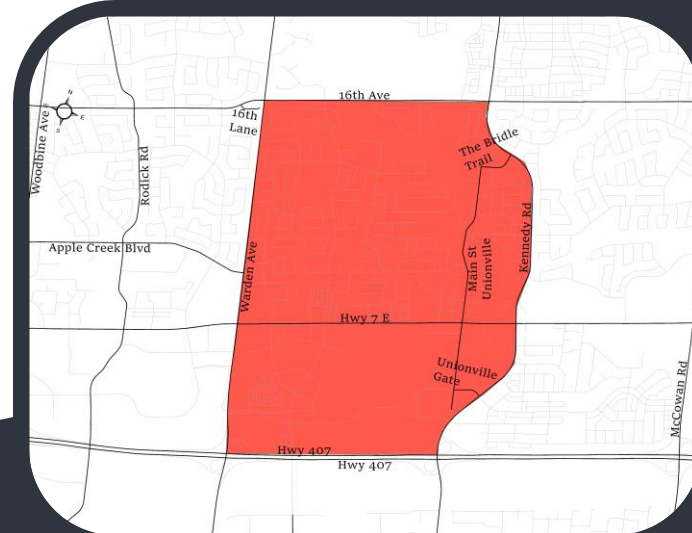 16th Ave
N
E
S
16th
Lane
Woodbine Ave
Rodick Rd
The Bridle
Trail
Apple Creek Blvd
Warden Ave
Main St
Unionville
Kennedy Rd
Hwy 7 E
Unionville
Gate
McCowan Rd
Hwy 407
Hwy 407